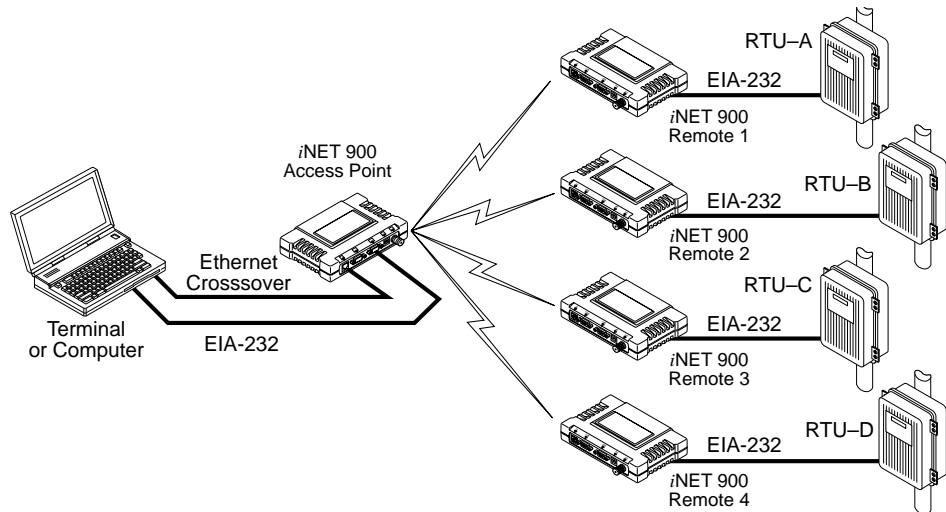 iNET 900
Access Point
Ethernet
Crosssover
EIA-232
Terminal
or Computer
RTU–A
EIA-232
iNET 900
Remote 1
RTU–B
EIA-232
iNET 900
Remote 2
RTU–C
EIA-232
iNET 900
Remote 3
RTU–D
EIA-232
iNET 900
Remote 4